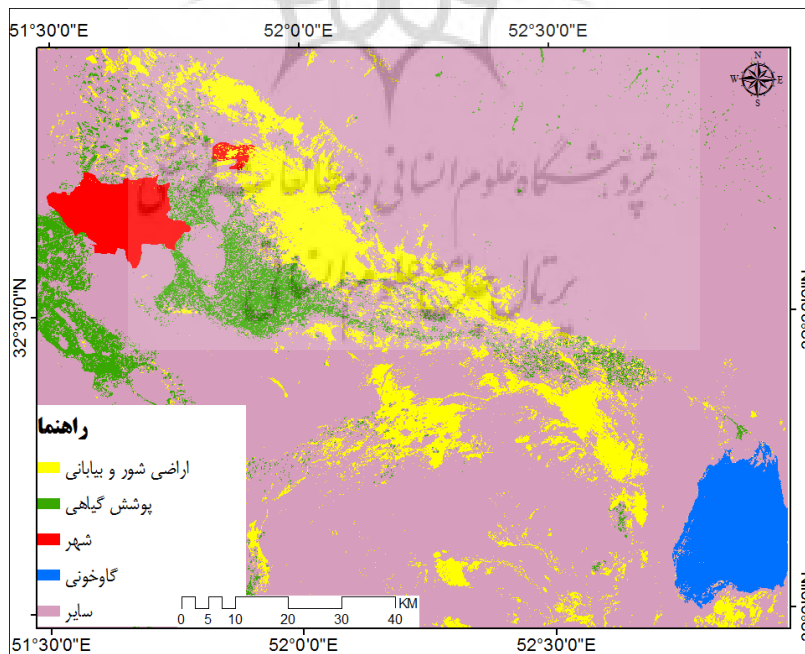 51°30'0"E 52°0'0"E 52°30'0"E
N
W E
S
پژوهشگاه علوم انسانی و مطالعات فرهنگی
پرتال جامع علوم انسانی
32°30'0"N
راهنما
اراضی شور و بیابانی
پوشش گیاهی
شهر
گاوخونی
سایر
0 5 10 20 30 40 KM
51°30'0"E 52°0'0"E 52°30'0"E